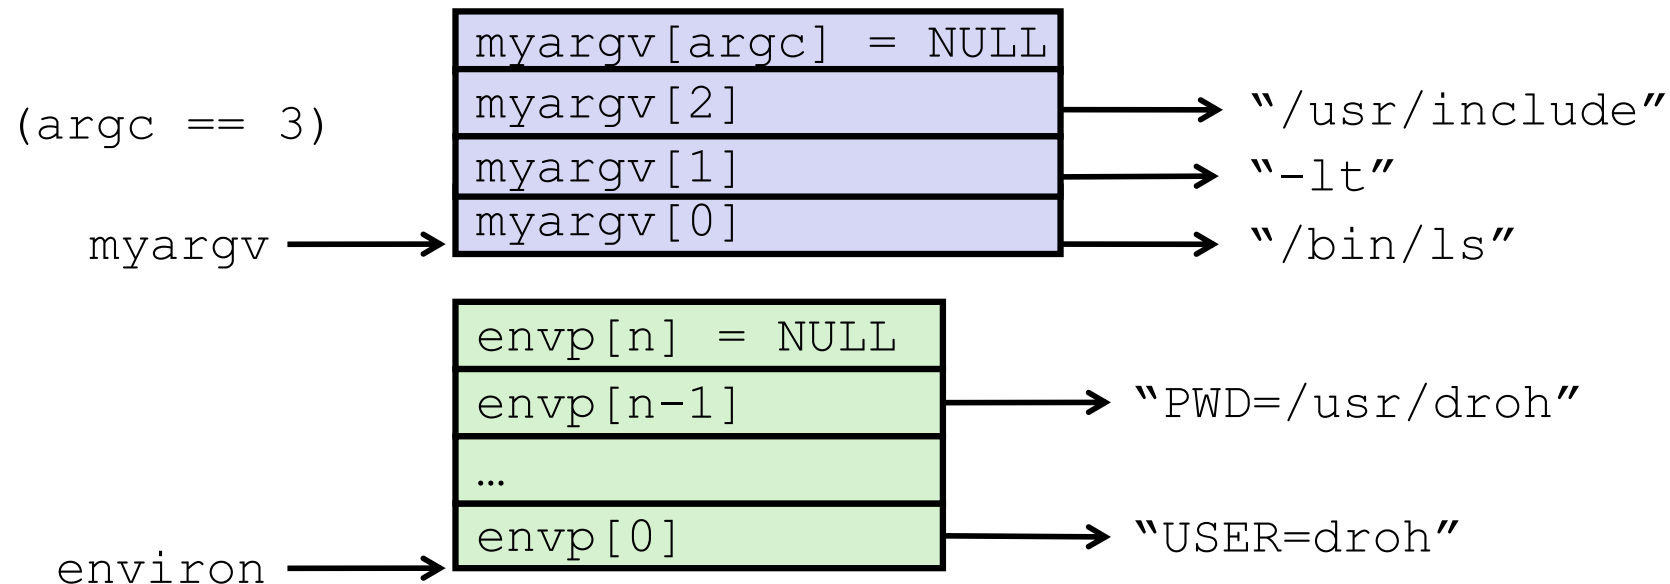 myargv[argc] = NULL
(argc == 3)
myargv[2]
“/usr/include”
myargv[1]
“-lt”
myargv
myargv[0]
“/bin/ls”
envp[n] = NULL
envp[n-1]
“PWD=/usr/droh”
…
environ
envp[0]
“USER=droh”